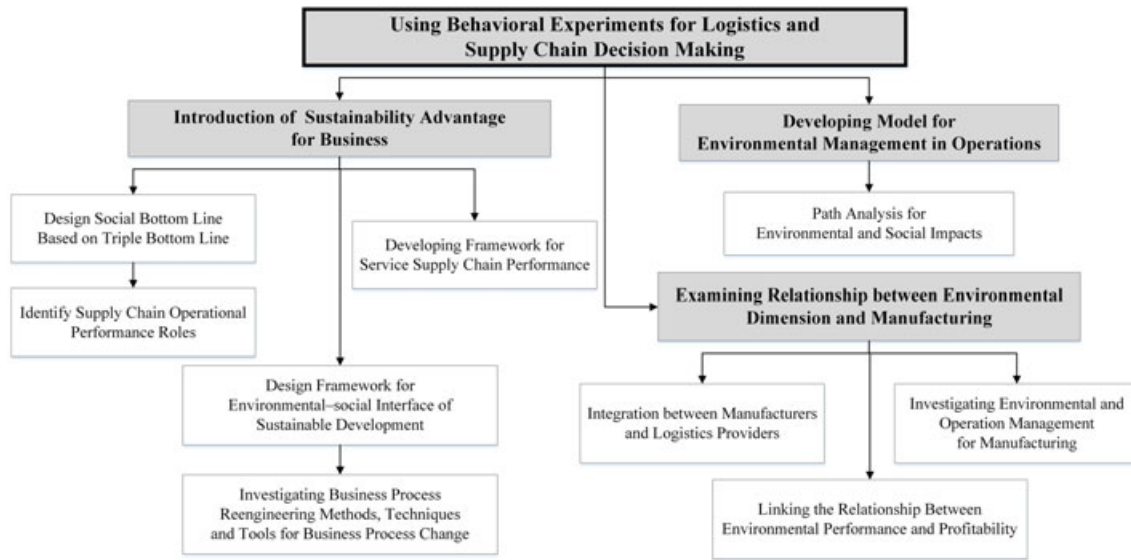 Using Behavioral Experiments for Logistics and
Supply Chain Decision Making
Introduction of Sustainability Advantage
for Business
Developing Model for
Environmental Management in Operations
Design Social Bottom Line
Based on Triple Bottom Line
Developing Framework for
Service Supply Chain Performance
Path Analysis for
Environmental and Social Impacts
Identify Supply Chain Operational
Performance Roles
Examining Relationship between Environmental
Dimension and Manufacturing
Design Framework for
Environmental–social Interface of
Sustainable Development
Integration between Manufacturers
and Logistics Providers
Investigating Environmental and
Operation Management
for Manufacturing
Investigating Business Process
Reengineering Methods, Techniques
and Tools for Business Process Change
Linking the Relationship Between
Environmental Performance and Profitability